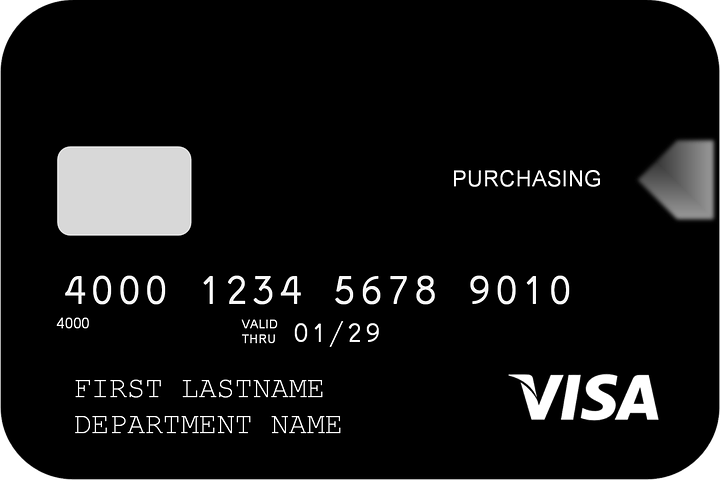 PURCHASING
4000 1234 5678 9010
4000
VALID
THRU 01/29
FIRST LASTNAME
DEPARTMENT NAME
VISA